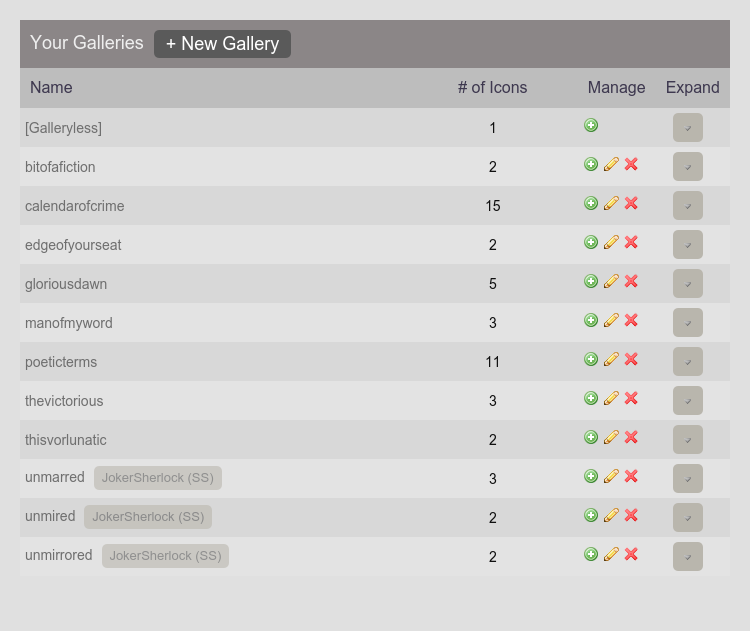 Your Galleries + New Gallery
Name # of Icons Manage Expand
[Galleryless] 1
bitofafiction 2
calendarofcrime 15
edgeofyourseat 2
gloriousdawn 5
manofmyword 3
poeticterms 11
thevictorious 3
thisvorlunatic 2
unmarred JokerSherlock (SS) 3
unmired JokerSherlock (SS) 2
unmirrored JokerSherlock (SS) 2